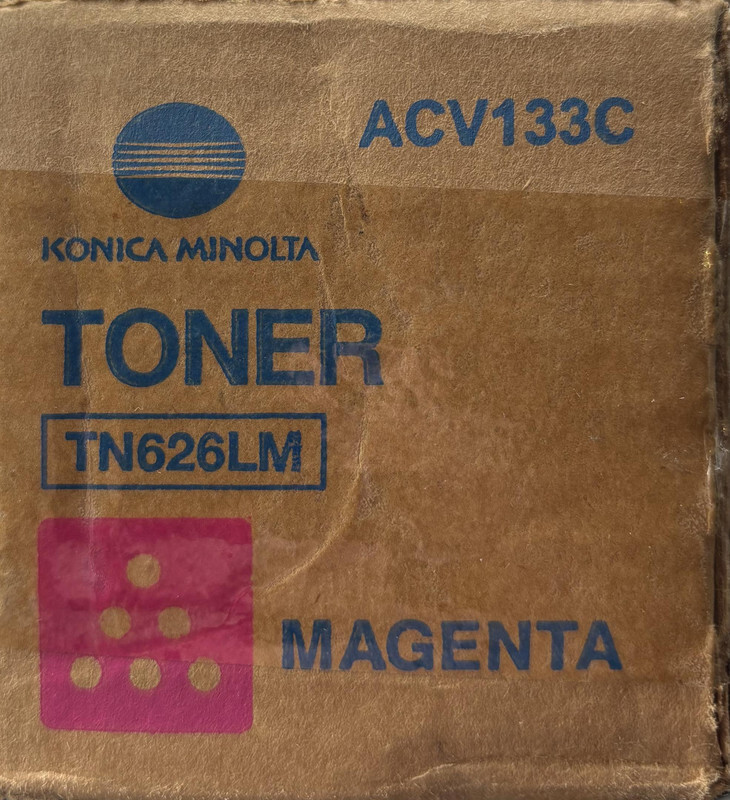 ACV133C
KONICA MINOLTA
TONER
TN626LM
MAGENTA